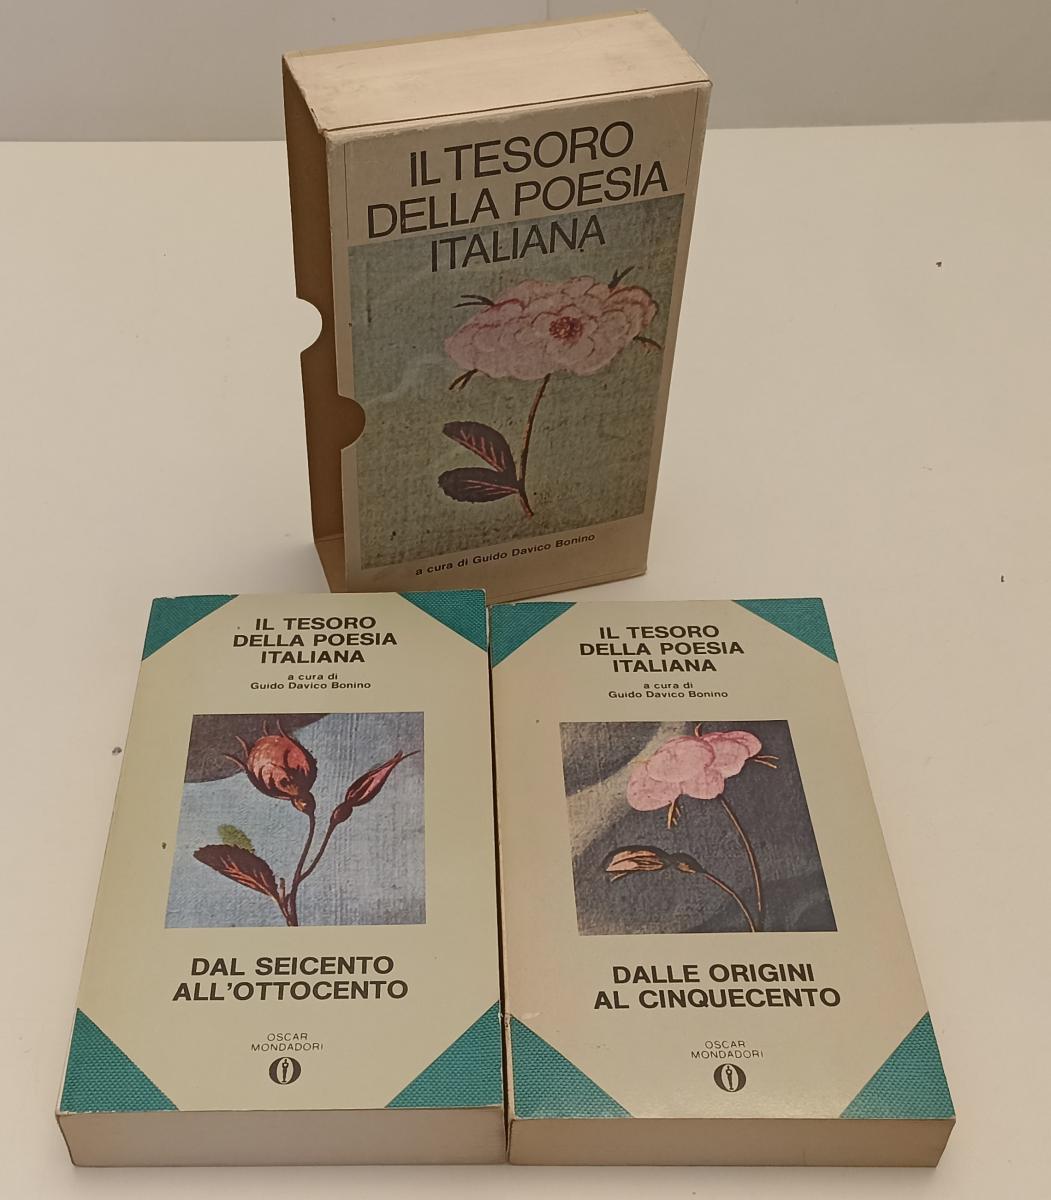 IL TESORO
DELLA POESIA
ITALIANA
a cura di Guido Davico Bonino
IL TESORO
DELLA POESIA
ITALIANA
a cura di
Guido Davico Bonino
DAL SEICENTO
ALL'OTTOCENTO
OSCAR
MONDADORI
IL TESORO
DELLA POESIA
ITALIANA
a cura di
Guido Davico Bonino
DALLE ORIGINI
AL CINQUECENTO
OSCAR
MONDADORI